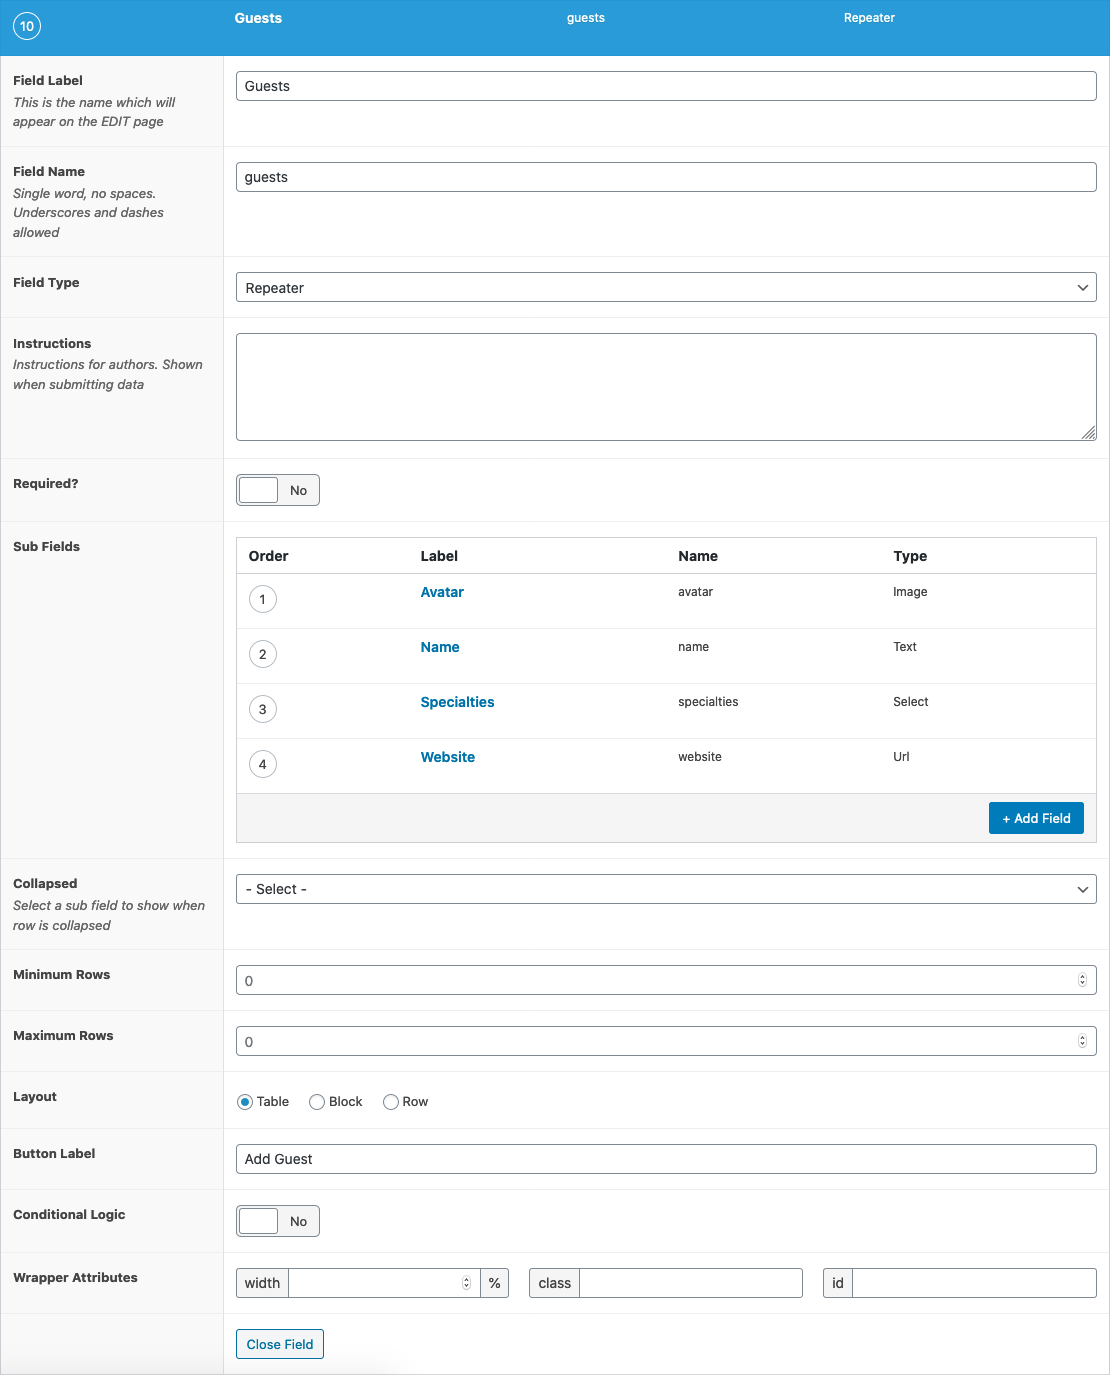 10 Guests guests Repeater
Field Label
This is the name which will
appear on the EDIT page
Guests
Field Name
Single word, no spaces.
Underscores and dashes
allowed
guests
Field Type
Repeater
Instructions
Instructions for authors. Shown
when submitting data
Required?
No
Sub Fields
Order Label Name Type
1 Avatar avatar Image
2 Name name Text
3 Specialties specialties Select
4 Website website Url
+ Add Field
Collapsed
Select a sub field to show when
row is collapsed
- Select -
Minimum Rows
0
Maximum Rows
0
Layout
Table Block Row
Button Label
Add Guest
Conditional Logic
No
Wrapper Attributes
width % class id
Close Field